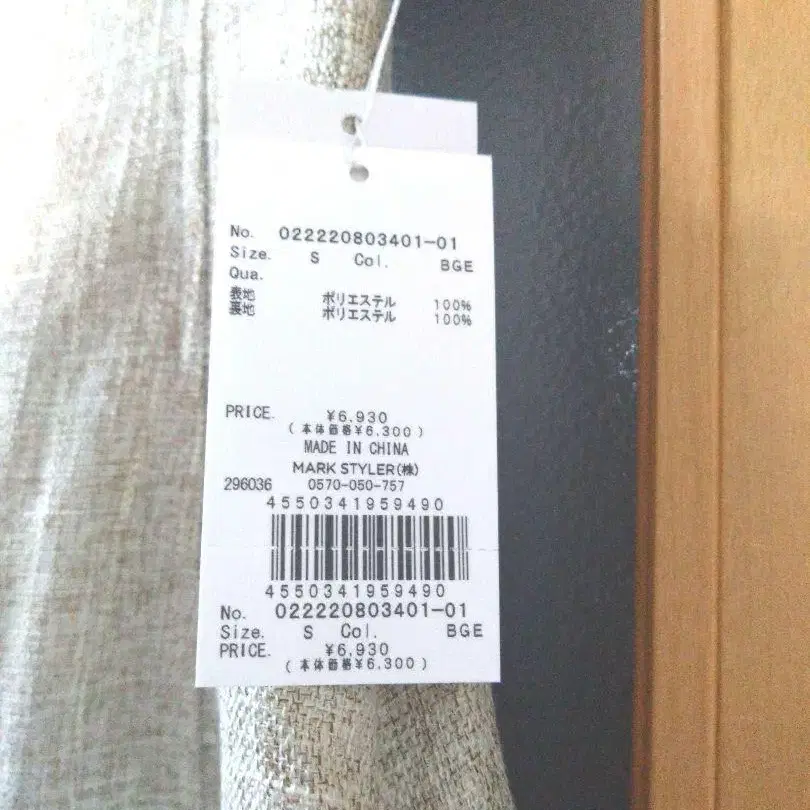 No. 022220803401-01
Size. S Col. BGE
Qua.
表地 ポリエステル 100%
裏地 ポリエステル 100%
PRICE. ¥6,930
(本体価格¥6,300)
MADE IN CHINA
MARK STYLER(株)
296036 0570-050-757
4550341959490
4550341959490
No. 022220803401-01
Size. S Col. BGE
PRICE. ¥6,930
(本体価格¥6,300)